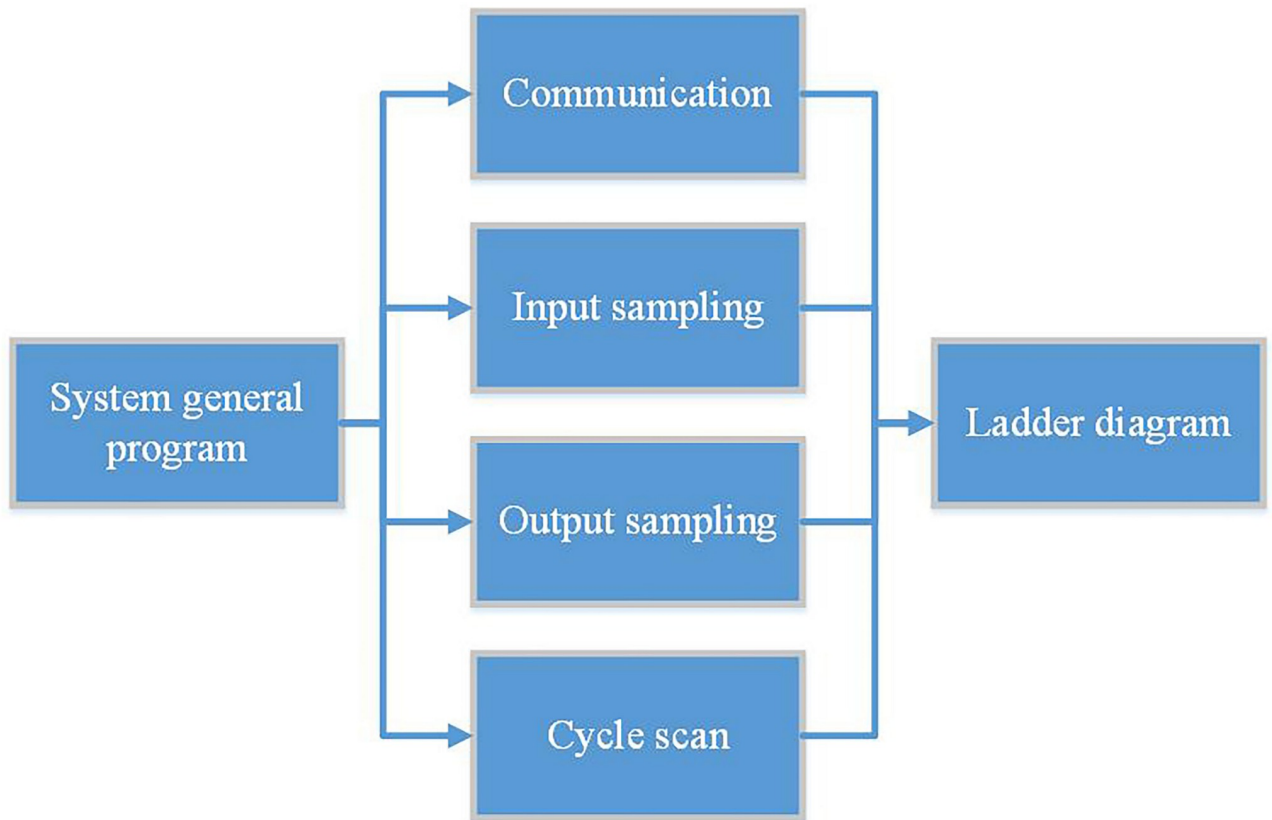 Communication
Input sampling
System general
program
Ladder diagram
Output sampling
Cycle scan